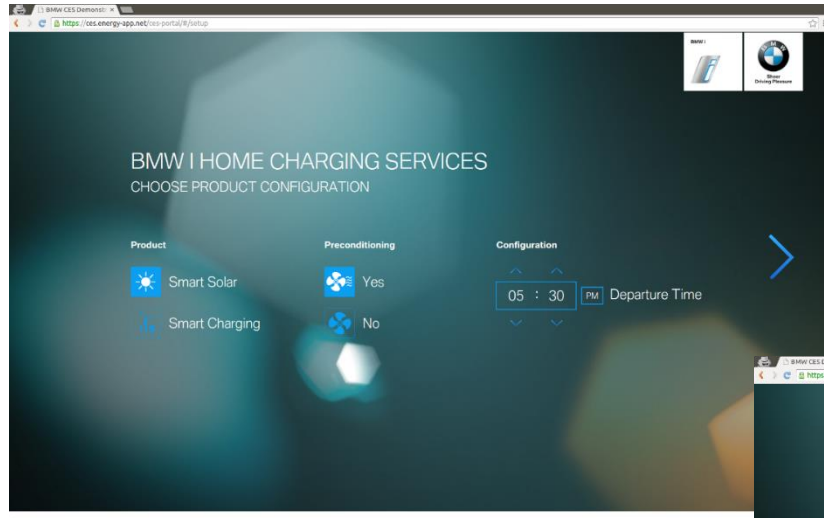 BMW CES Demonstr
https://ces.energy-app.net/ces-portal/#/setup
BMW i
BMW
Sheer
Driving Pleasure
BMW I HOME CHARGING SERVICES
CHOOSE PRODUCT CONFIGURATION
Product
Preconditioning
Configuration
Smart Solar
Yes
05 : 30 PM Departure Time
Smart Charging
No
BMW CES D
https